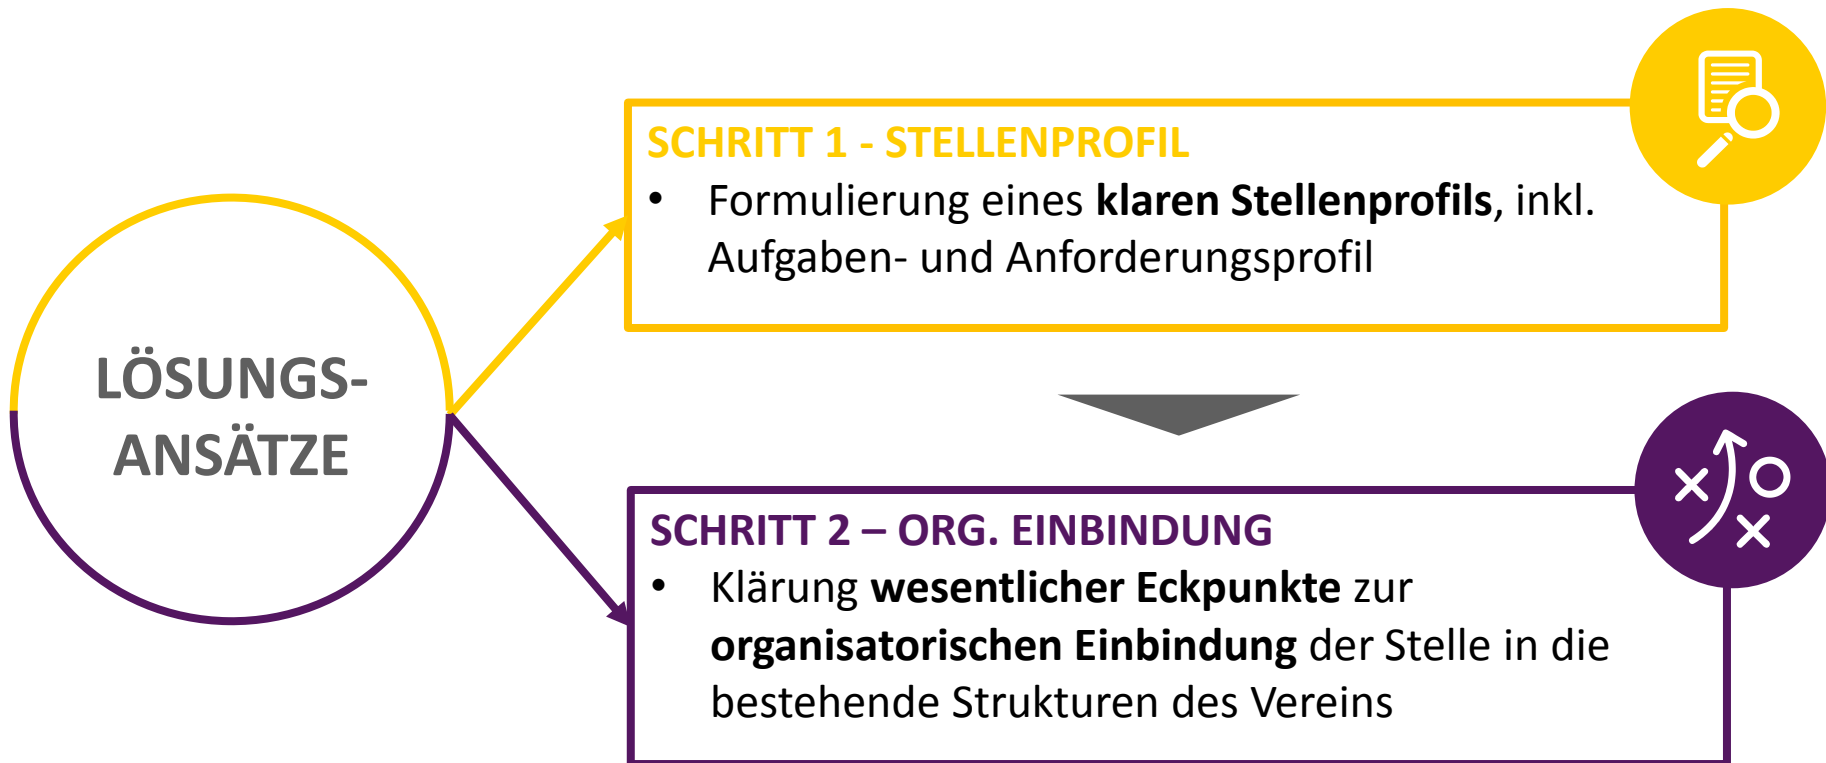 LÖSUNGS-
ANSÄTZE
SCHRITT 1 - STELLENPROFIL
• Formulierung eines klaren Stellenprofils, inkl.
Aufgaben- und Anforderungsprofil
SCHRITT 2 – ORG. EINBINDUNG
• Klärung wesentlicher Eckpunkte zur
organisatorischen Einbindung der Stelle in die
bestehende Strukturen des Vereins